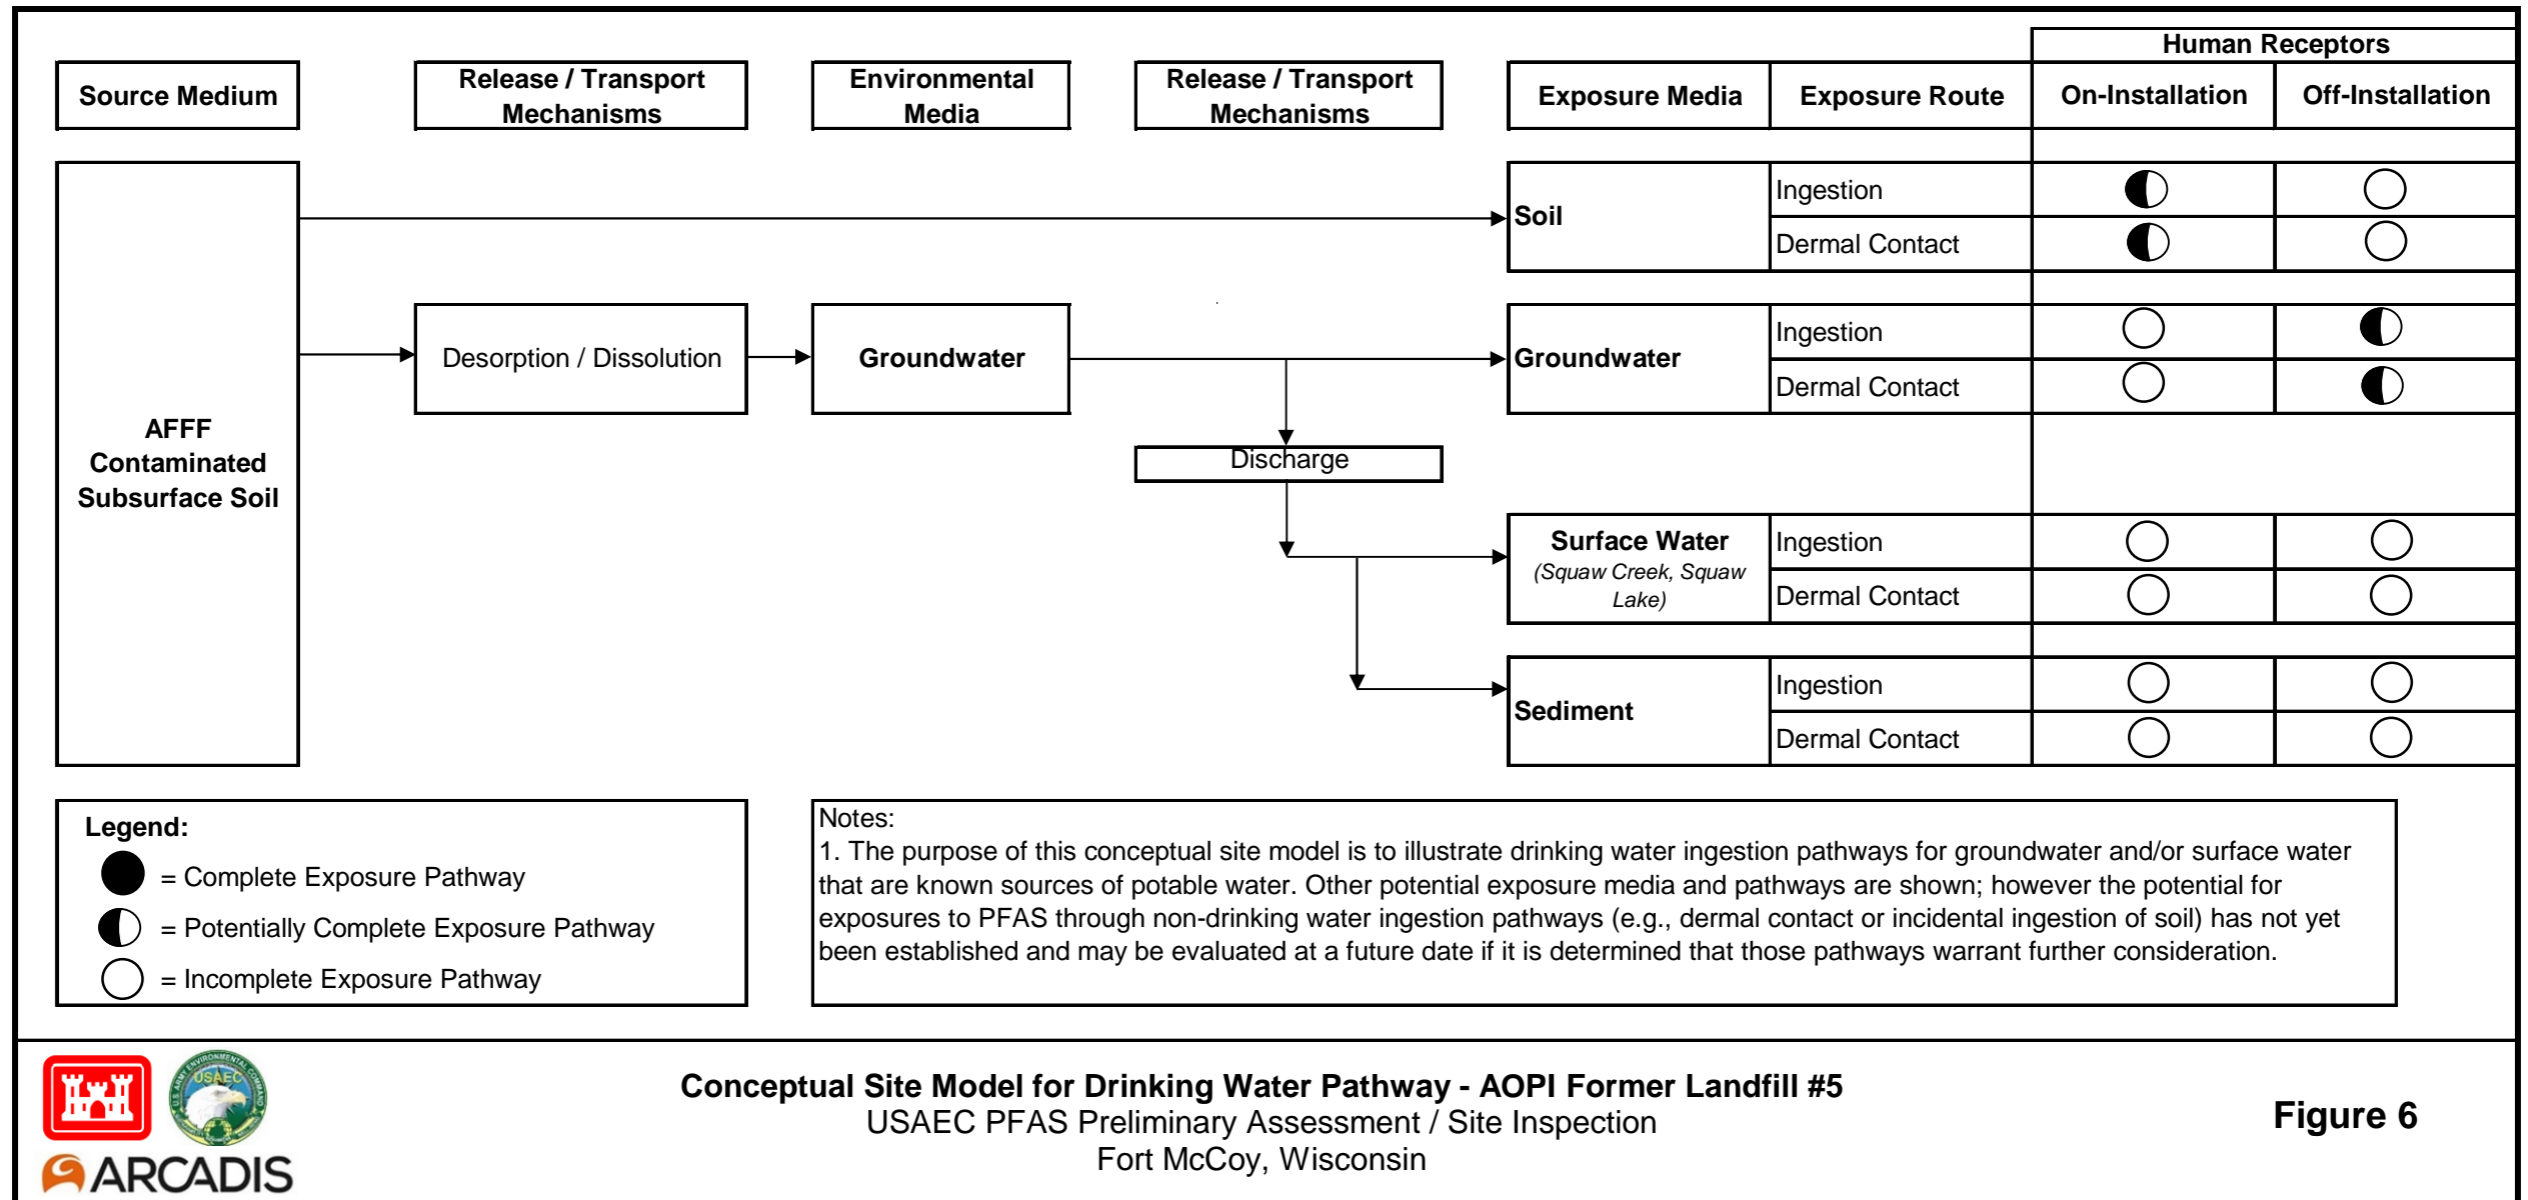 Human Receptors
Source Medium
Release / Transport
Mechanisms
Environmental
Media
Release / Transport
Mechanisms
Exposure Media
Exposure Route
On-Installation
Off-Installation
AFFF
Contaminated
Subsurface Soil
Soil
Ingestion
Dermal Contact
Desorption / Dissolution
Groundwater
Groundwater
Ingestion
Dermal Contact
Discharge
Surface Water
(Squaw Creek, Squaw
Lake)
Ingestion
Dermal Contact
Sediment
Ingestion
Dermal Contact
Legend:
= Complete Exposure Pathway
= Potentially Complete Exposure Pathway
= Incomplete Exposure Pathway
Notes:
1. The purpose of this conceptual site model is to illustrate drinking water ingestion pathways for groundwater and/or surface water
that are known sources of potable water. Other potential exposure media and pathways are shown; however the potential for
exposures to PFAS through non-drinking water ingestion pathways (e.g., dermal contact or incidental ingestion of soil) has not yet
been established and may be evaluated at a future date if it is determined that those pathways warrant further consideration.
U.S. ARMY ENVIRONMENTAL COMMAND
USAEC
ARCADIS
Conceptual Site Model for Drinking Water Pathway - AOPI Former Landfill #5
USAEC PFAS Preliminary Assessment / Site Inspection
Fort McCoy, Wisconsin
Figure 6